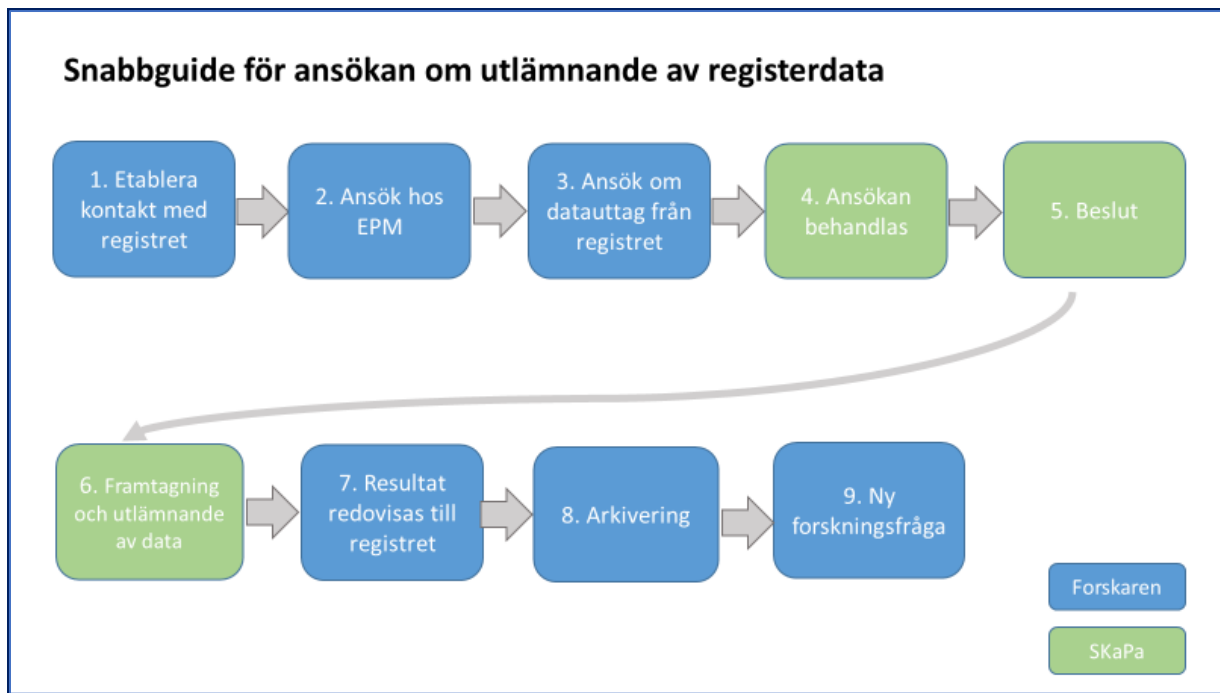 Snabbguide för ansökan om utlämnande av registerdata
1. Etablera
kontakt med
registret
2. Ansök hos
EPM
3. Ansök om
datauttag från
registret
4. Ansökan
behandlas
5. Beslut
6. Framtagning
och utlämnande
av data
7. Resultat
redovisas till
registret
8. Arkivering
9. Ny
forskningsfråga
Forskaren
SKaPa